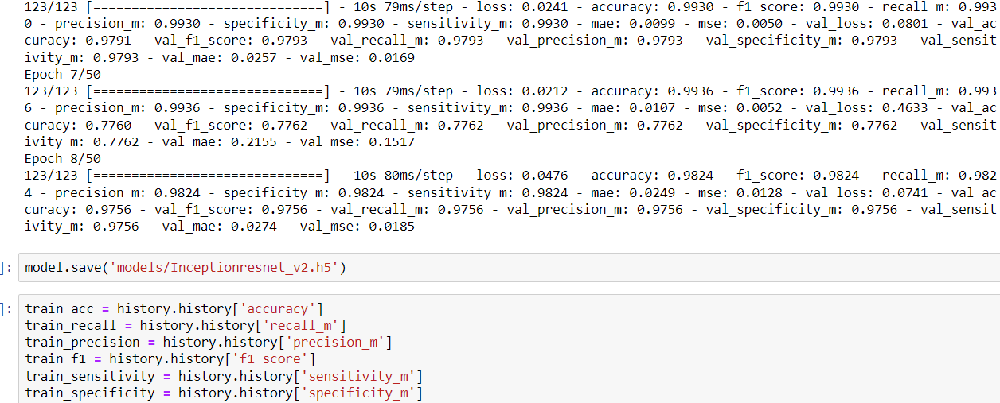 123/123 [==============================] - 10s 79ms/step - loss: 0.0241 - accuracy: 0.9930 - f1_score: 0.9930 - recall_m: 0.993
0 - precision_m: 0.9930 - specificity_m: 0.9930 - sensitivity_m: 0.9930 - mae: 0.0099 - mse: 0.0050 - val_loss: 0.0801 - val_ac
curacy: 0.9791 - val_f1_score: 0.9793 - val_recall_m: 0.9793 - val_precision_m: 0.9793 - val_specificity_m: 0.9793 - val_sensit
ivity_m: 0.9793 - val_mae: 0.0257 - val_mse: 0.0169
Epoch 7/50
123/123 [==============================] - 10s 79ms/step - loss: 0.0212 - accuracy: 0.9936 - f1_score: 0.9936 - recall_m: 0.993
6 - precision_m: 0.9936 - specificity_m: 0.9936 - sensitivity_m: 0.9936 - mae: 0.0107 - mse: 0.0052 - val_loss: 0.4633 - val_ac
curacy: 0.7760 - val_f1_score: 0.7762 - val_recall_m: 0.7762 - val_precision_m: 0.7762 - val_specificity_m: 0.7762 - val_sensit
ivity_m: 0.7762 - val_mae: 0.2155 - val_mse: 0.1517
Epoch 8/50
123/123 [==============================] - 10s 80ms/step - loss: 0.0476 - accuracy: 0.9824 - f1_score: 0.9824 - recall_m: 0.982
4 - precision_m: 0.9824 - specificity_m: 0.9824 - sensitivity_m: 0.9824 - mae: 0.0249 - mse: 0.0128 - val_loss: 0.0741 - val_ac
curacy: 0.9756 - val_f1_score: 0.9756 - val_recall_m: 0.9756 - val_precision_m: 0.9756 - val_specificity_m: 0.9756 - val_sensit
ivity_m: 0.9756 - val_mae: 0.0274 - val_mse: 0.0185
]: model.save('models/Inceptionresnet_v2.h5')
]: train_acc = history.history['accuracy']
train_recall = history.history['recall_m']
train_precision = history.history['precision_m']
train_f1 = history.history['f1_score']
train_sensitivity = history.history['sensitivity_m']
train_specificity = history.history['specificity_m']